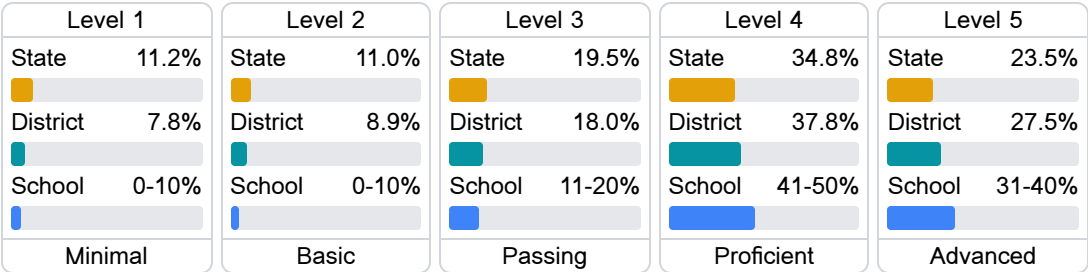 Level 1
State 11.2%
District 7.8%
School 0-10%
Minimal
Level 2
State 11.0%
District 8.9%
School 0-10%
Basic
Level 3
State 19.5%
District 18.0%
School 11-20%
Passing
Level 4
State 34.8%
District 37.8%
School 41-50%
Proficient
Level 5
State 23.5%
District 27.5%
School 31-40%
Advanced